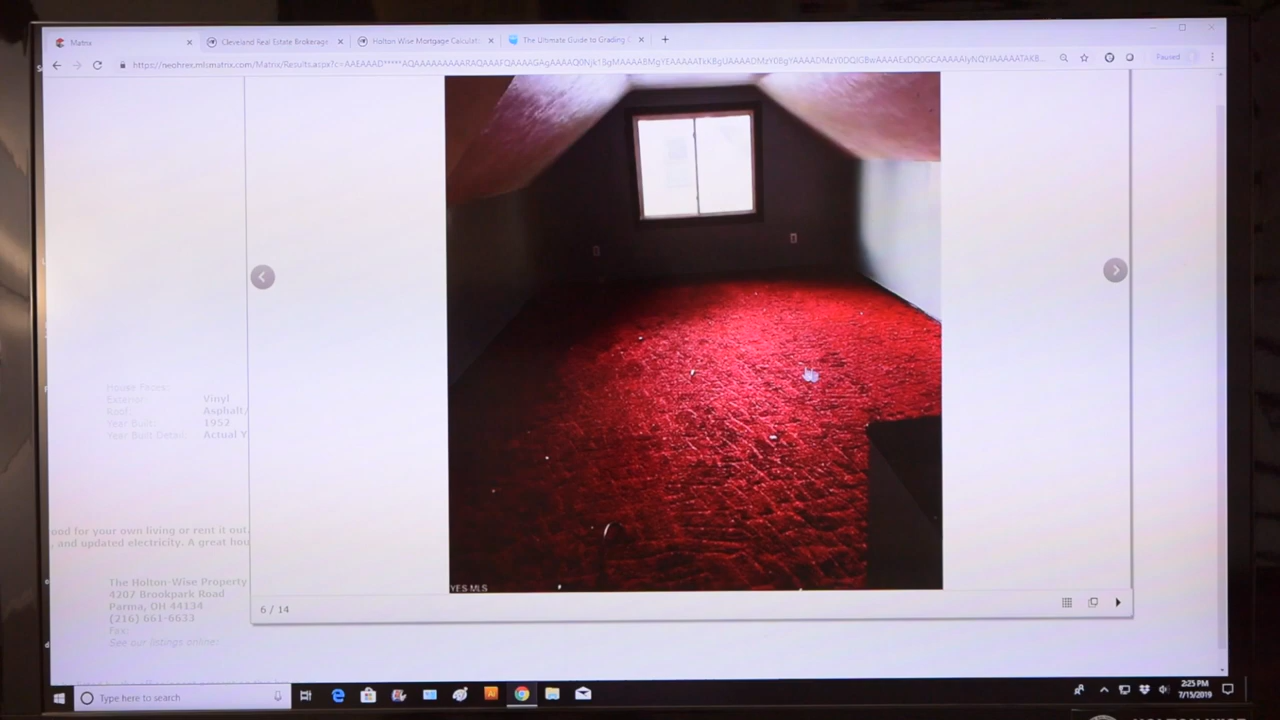 Matrix
Cleveland Real Estate Brokerage
Holton Wise Mortgage Calculat
The Ultimate Guide to Grading C
Paused
House Faces:
Exterior: Vinyl
Roof: Asphalt/
Year Built: 1952
Year Built Detail: Actual Y
ood for your own living or rent it out.
, and updated electricity. A great hou
The Holton-Wise Property
4207 Brookpark Road
Parma, OH 44134
(216) 661-6633
Fax:
See our listings online:
YES MLS
6 / 14
Type here to search
Ai
2:25 PM
7/15/2019